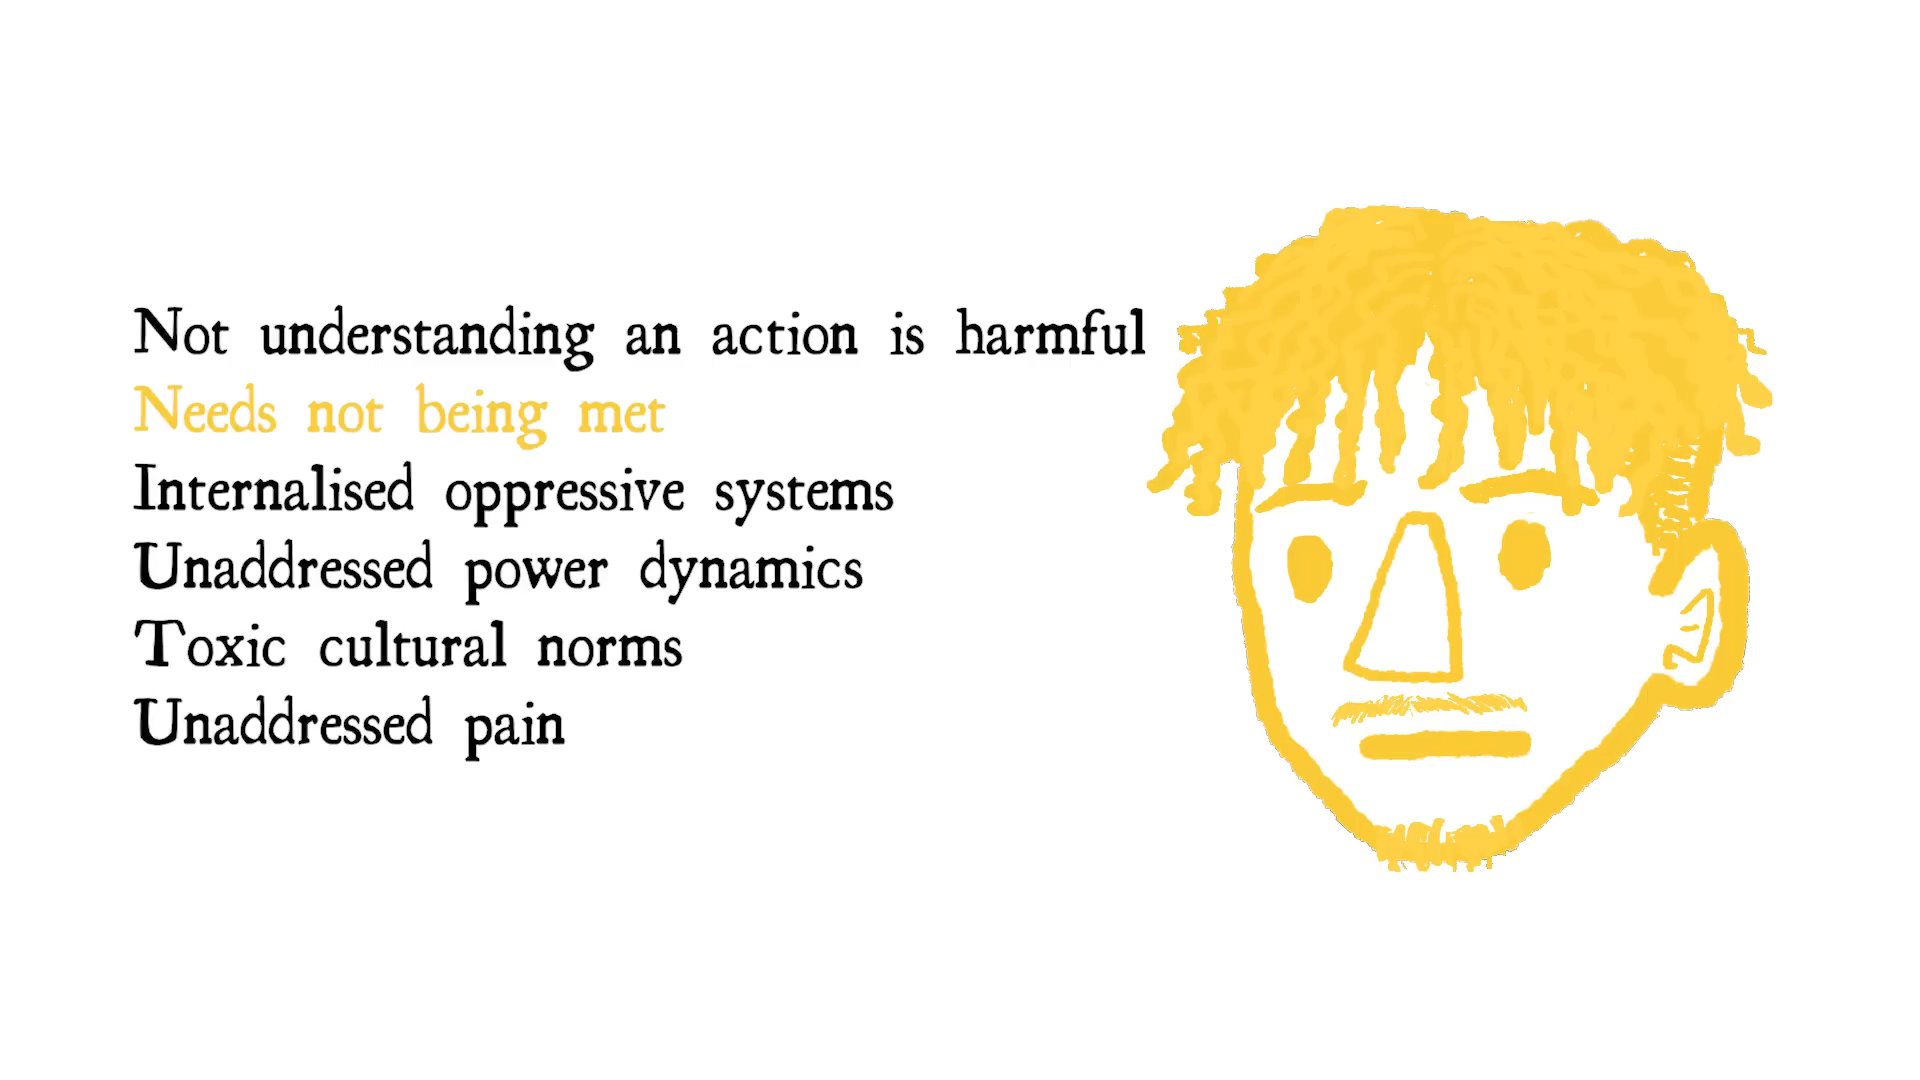 Not understanding an action is harmful
Needs not being met
Internalised oppressive systems
Unaddressed power dynamics
Toxic cultural norms
Unaddressed pain